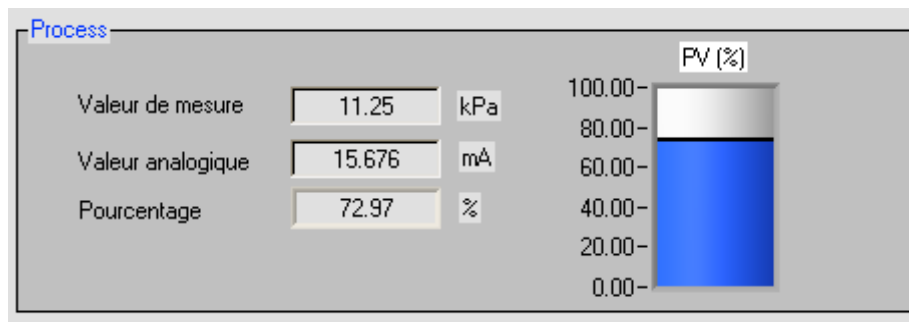 Process
Valeur de mesure 11.25 kPa
Valeur analogique 15.676 mA
Pourcentage 72.97 %
PV (%)
100.00
80.00
60.00
40.00
20.00
0.00